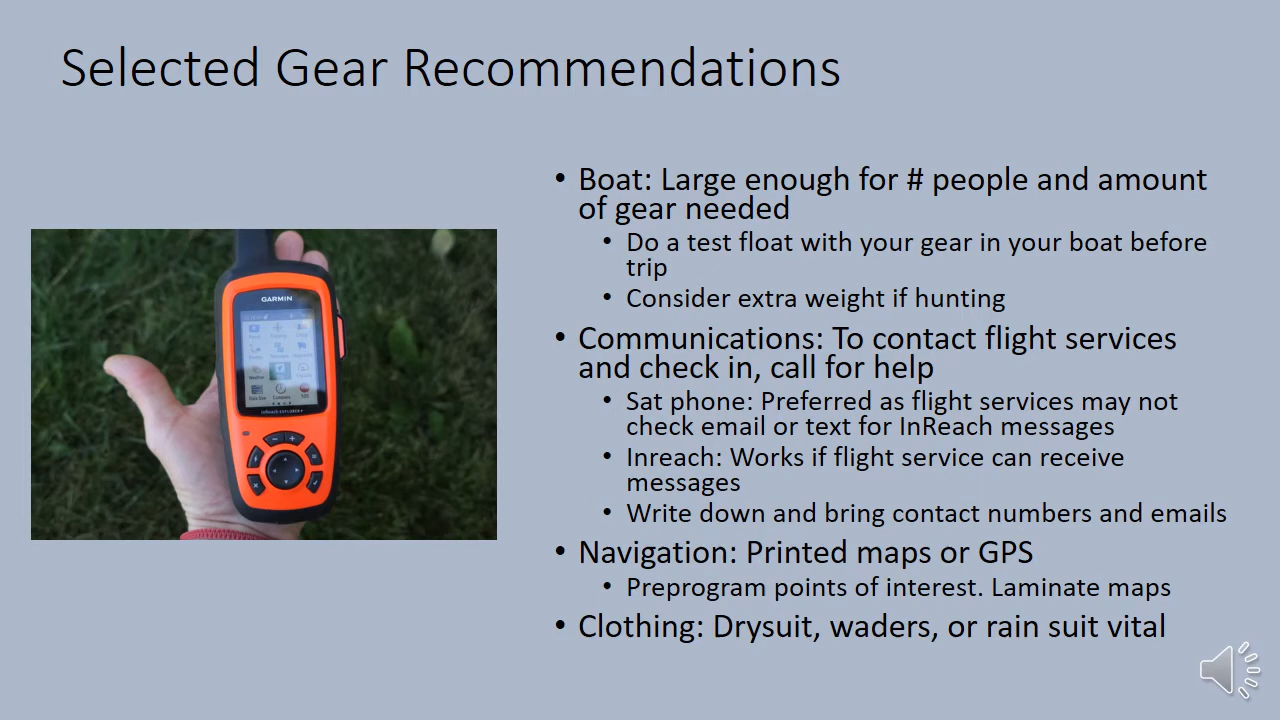 Selected Gear Recommendations
• Boat: Large enough for # people and amount
of gear needed
• Do a test float with your gear in your boat before
trip
• Consider extra weight if hunting
• Communications: To contact flight services
and check in, call for help
• Sat phone: Preferred as flight services may not
check email or text for InReach messages
• Inreach: Works if flight service can receive
messages
• Write down and bring contact numbers and emails
• Navigation: Printed maps or GPS
• Preprogram points of interest. Laminate maps
• Clothing: Drysuit, waders, or rain suit vital
GARMIN
inReach EXPLORER+